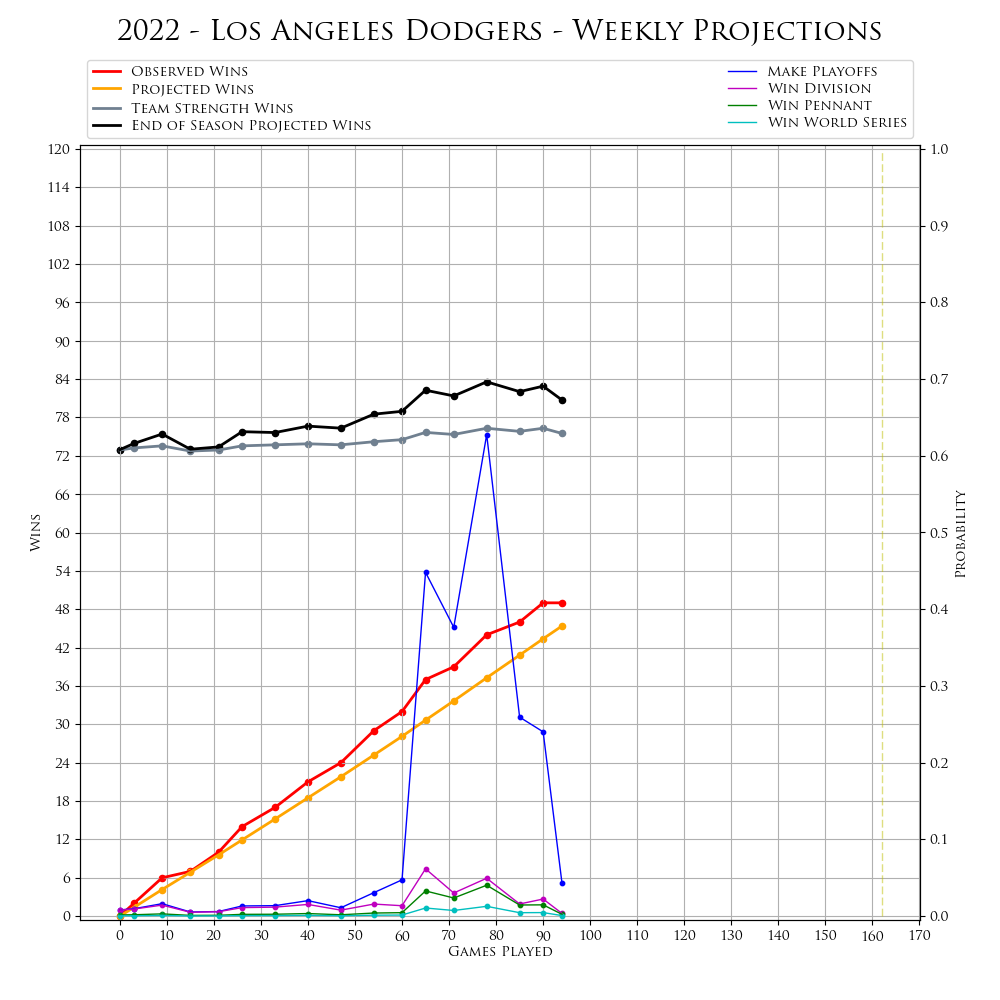 2022 - Los Angeles Dodgers - Weekly Projections
Observed Wins
Projected Wins
Team Strength Wins
End of Season Projected Wins
Make Playoffs
Win Division
Win Pennant
Win World Series
120
114
108
102
96
90
84
78
72
66
60
54
48
42
36
30
24
18
12
6
0
Wins
1.0
0.9
0.8
0.7
0.6
0.5
0.4
0.3
0.2
0.1
0.0
Probability
0 10 20 30 40 50 60 70 80 90 100 110 120 130 140 150 160 170
Games Played